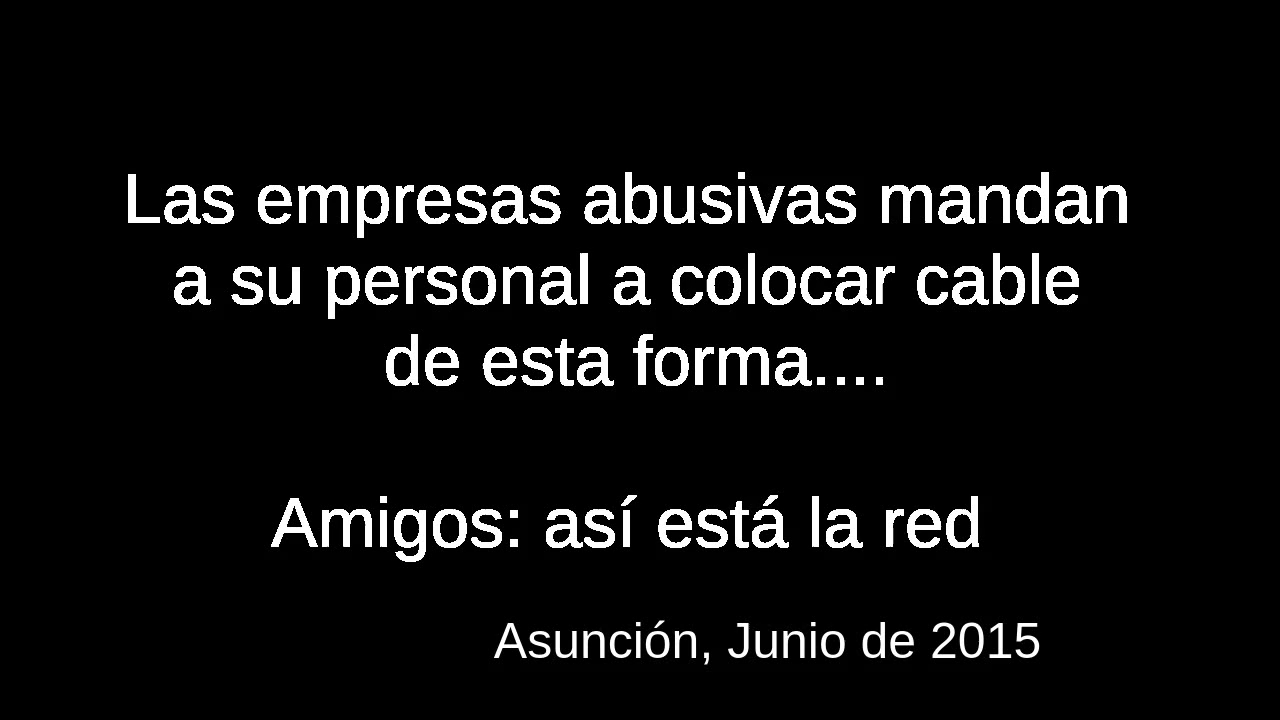 Las empresas abusivas mandan
a su personal a colocar cable
de esta forma....
Amigos: así está la red
Asunción, Junio de 2015